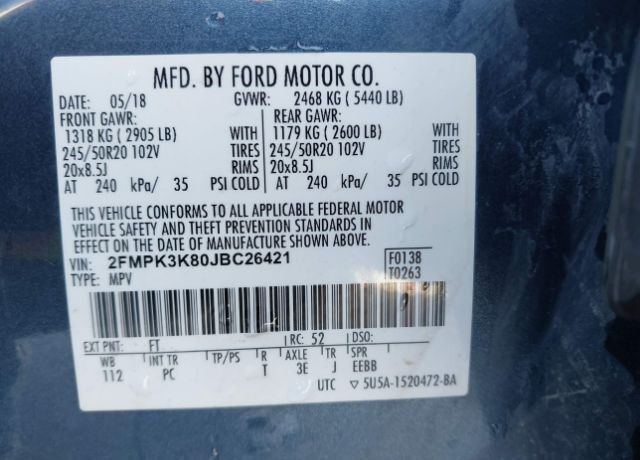 MFD. BY FORD MOTOR CO.
DATE: 05/18 GVWR: 2468 KG ( 5440 LB)
FRONT GAWR: REAR GAWR:
1318 KG ( 2905 LB) WITH 1179 KG ( 2600 LB) WITH
245/50R20 102V TIRES 245/50R20 102V TIRES
20x8.5J RIMS 20x8.5J RIMS
AT 240 kPa/ 35 PSI COLD AT 240 kPa/ 35 PSI COLD
THIS VEHICLE CONFORMS TO ALL APPLICABLE FEDERAL MOTOR
VEHICLE SAFETY AND THEFT PREVENTION STANDARDS
IN EFFECT ON THE DATE OF MANUFACTURE SHOWN ABOVE.
VIN: 2FMPK3K80JBC26421 F0138
TYPE: MPV T0263
EXT PNT: FT RC: 52 DSO:
WB INT TR TP/PS R AXLE TR SPR
112 PC T 3E J EEBB
UTC ▽ 5U5A-1520472-BA